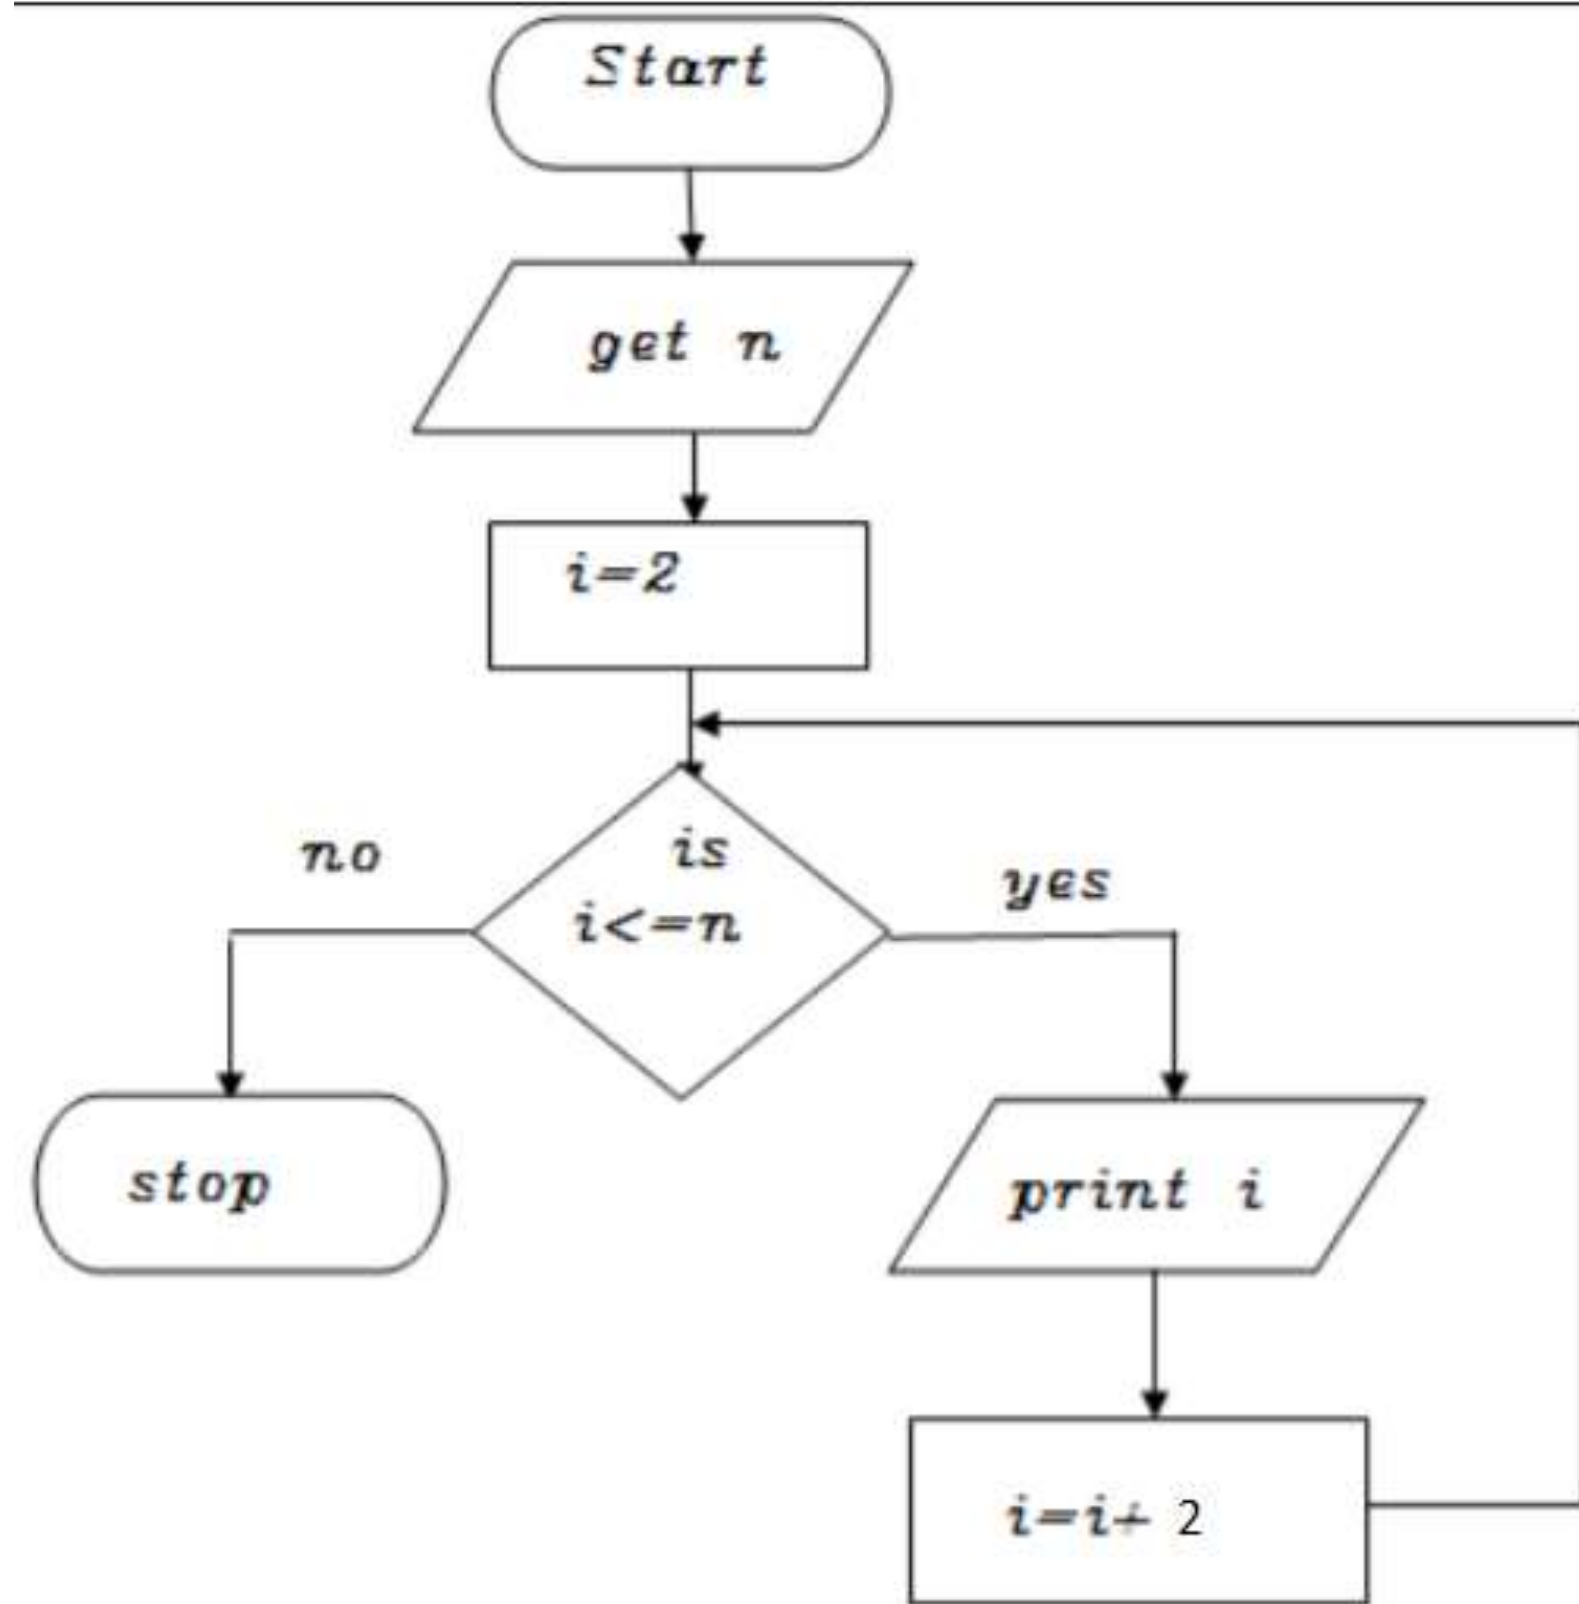 Start
get n
i=2
is
i<=n
no
yes
stop
print i
i=i+ 2